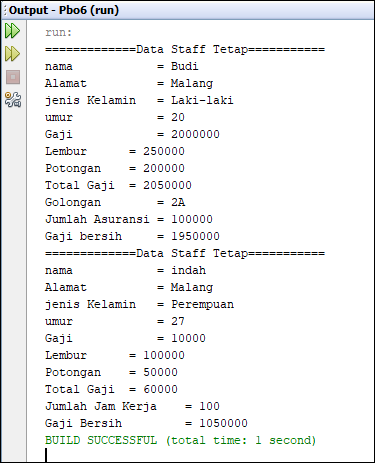 Output - Pbo6 (run)
run:
=============Data Staff Tetap===========
nama            = Budi
Alamat          = Malang
jenis Kelamin   = Laki-laki
umur            = 20
Gaji            = 2000000
Lembur      = 250000
Potongan    = 200000
Total Gaji  = 2050000
Golongan        = 2A
Jumlah Asuransi = 100000
Gaji bersih     = 1950000
=============Data Staff Tetap===========
nama            = indah
Alamat          = Malang
jenis Kelamin   = Perempuan
umur            = 27
Gaji            = 10000
Lembur      = 100000
Potongan    = 50000
Total Gaji  = 60000
Jumlah Jam Kerja    = 100
Gaji Bersih         = 1050000
BUILD SUCCESSFUL (total time: 1 second)